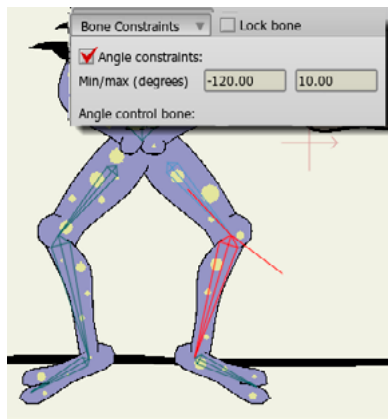 Bone Constraints Lock bone
Angle constraints:
Min/max (degrees) -120.00 10.00
Angle control bone: